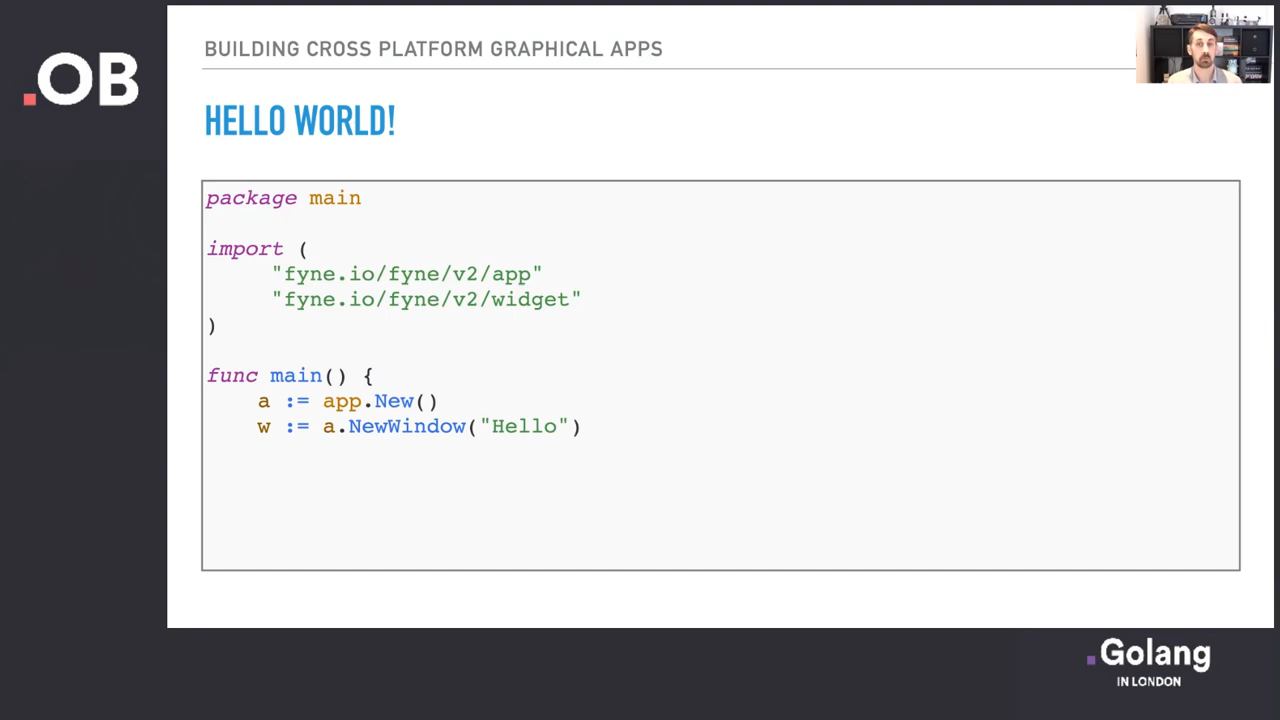 .OB
BUILDING CROSS PLATFORM GRAPHICAL APPS
HELLO WORLD!
package main
import (
"fyne.io/fyne/v2/app"
"fyne.io/fyne/v2/widget"
)
func main() {
a := app.New()
w := a.NewWindow("Hello")
.Golang
IN LONDON